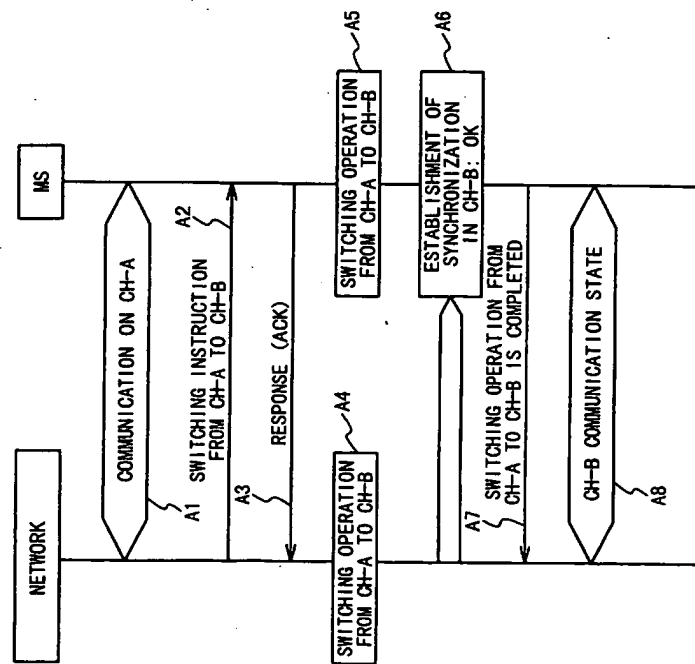 NETWORK
MS
COMMUNICATION ON CH-A
A1
SWITCHING INSTRUCTION
FROM CH-A TO CH-B
A2
A3
RESPONSE (ACK)
A4
SWITCHING OPERATION
FROM CH-A TO CH-B
A5
SWITCHING OPERATION
FROM CH-A TO CH-B
A6
ESTABLISHMENT OF
SYNCHRONIZATION
IN CH-B: OK
A7
SWITCHING OPERATION FROM
CH-A TO CH-B IS COMPLETED
CH-B COMMUNICATION STATE
A8